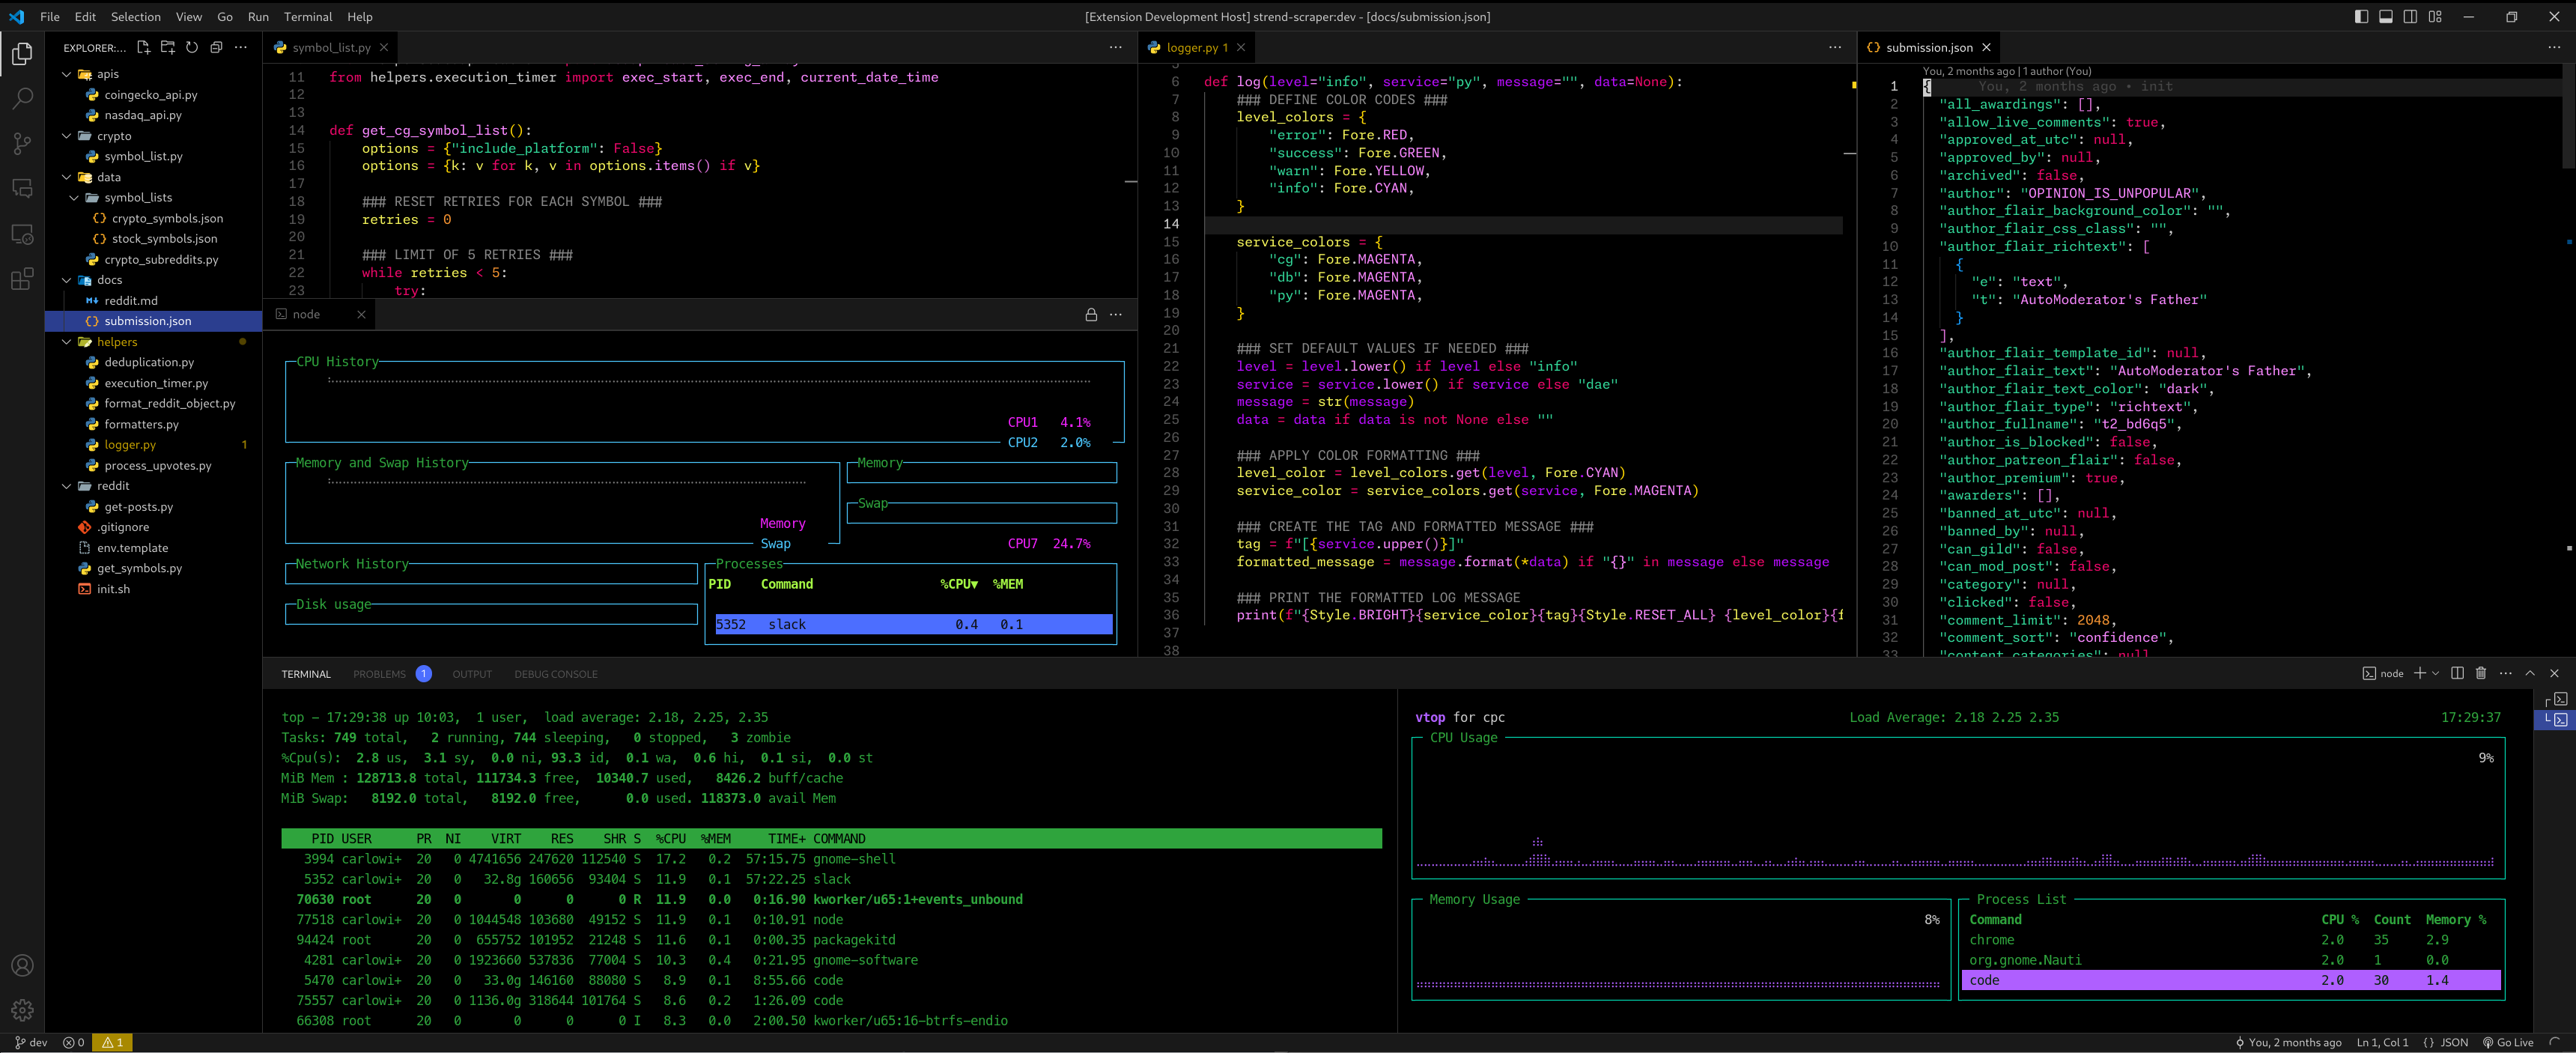 File Edit Selection View Go Run Terminal Help
[Extension Development Host] strend-scraper:dev - [docs/submission.json]
EXPLORER:...
apis
coingecko_api.py
nasdaq_api.py
crypto
symbol_list.py
data
symbol_lists
crypto_symbols.json
stock_symbols.json
crypto_subreddits.py
docs
reddit.md
submission.json
helpers
deduplication.py
execution_timer.py
format_reddit_object.py
formatters.py
logger.py 1
process_upvotes.py
reddit
get-posts.py
.gitignore
env.template
get_symbols.py
init.sh
symbol_list.py
11 from helpers.execution_timer import exec_start, exec_end, current_date_time
12
13
14 def get_cg_symbol_list():
15 options = {"include_platform": False}
16 options = {k: v for k, v in options.items() if v}
17
18 ### RESET RETRIES FOR EACH SYMBOL ###
19 retries = 0
20
21 ### LIMIT OF 5 RETRIES ###
22 while retries < 5:
23 try:
node
CPU History
CPU1 4.1%
CPU2 2.0%
Memory and Swap History
Memory
Swap
Memory
Swap
CPU7 24.7%
Network History
Disk usage
Processes
PID Command %CPU▼ %MEM
5352 slack 0.4 0.1
logger.py 1
5
6 def log(level="info", service="py", message="", data=None):
7 ### DEFINE COLOR CODES ###
8 level_colors = {
9 "error": Fore.RED,
10 "success": Fore.GREEN,
11 "warn": Fore.YELLOW,
12 "info": Fore.CYAN,
13 }
14
15 service_colors = {
16 "cg": Fore.MAGENTA,
17 "db": Fore.MAGENTA,
18 "py": Fore.MAGENTA,
19 }
20
21 ### SET DEFAULT VALUES IF NEEDED ###
22 level = level.lower() if level else "info"
23 service = service.lower() if service else "dae"
24 message = str(message)
25 data = data if data is not None else ""
26
27 ### APPLY COLOR FORMATTING ###
28 level_color = level_colors.get(level, Fore.CYAN)
29 service_color = service_colors.get(service, Fore.MAGENTA)
30
31 ### CREATE THE TAG AND FORMATTED MESSAGE ###
32 tag = f"[{service.upper()}]"
33 formatted_message = message.format(*data) if "{}" in message else message
34
35 ### PRINT THE FORMATTED LOG MESSAGE
36 print(f"{Style.BRIGHT}{service_color}{tag}{Style.RESET_ALL} {level_color}{f
37
38
submission.json
You, 2 months ago | 1 author (You)
1 { You, 2 months ago • init
2 "all_awardings": [],
3 "allow_live_comments": true,
4 "approved_at_utc": null,
5 "approved_by": null,
6 "archived": false,
7 "author": "OPINION_IS_UNPOPULAR",
8 "author_flair_background_color": "",
9 "author_flair_css_class": "",
10 "author_flair_richtext": [
11 {
12 "e": "text",
13 "t": "AutoModerator's Father"
14 }
15 ],
16 "author_flair_template_id": null,
17 "author_flair_text": "AutoModerator's Father",
18 "author_flair_text_color": "dark",
19 "author_flair_type": "richtext",
20 "author_fullname": "t2_bd6q5",
21 "author_is_blocked": false,
22 "author_patreon_flair": false,
23 "author_premium": true,
24 "awarders": [],
25 "banned_at_utc": null,
26 "banned_by": null,
27 "can_gild": false,
28 "can_mod_post": false,
29 "category": null,
30 "clicked": false,
31 "comment_limit": 2048,
32 "comment_sort": "confidence",
33 "content_categories": null
TERMINAL PROBLEMS 1 OUTPUT DEBUG CONSOLE
node
top - 17:29:38 up 10:03, 1 user, load average: 2.18, 2.25, 2.35
Tasks: 749 total, 2 running, 744 sleeping, 0 stopped, 3 zombie
%Cpu(s): 2.8 us, 3.1 sy, 0.0 ni, 93.3 id, 0.1 wa, 0.6 hi, 0.1 si, 0.0 st
MiB Mem : 128713.8 total, 111734.3 free, 10340.7 used, 8426.2 buff/cache
MiB Swap: 8192.0 total, 8192.0 free, 0.0 used. 118373.0 avail Mem
PID USER PR NI VIRT RES SHR S %CPU %MEM TIME+ COMMAND
3994 carlowi+ 20 0 4741656 247620 112540 S 17.2 0.2 57:15.75 gnome-shell
5352 carlowi+ 20 0 32.8g 160656 93404 S 11.9 0.1 57:22.25 slack
70630 root 20 0 0 0 0 R 11.9 0.0 0:16.90 kworker/u65:1+events_unbound
77518 carlowi+ 20 0 1044548 103680 49152 S 11.9 0.1 0:10.91 node
94424 root 20 0 655752 101952 21248 S 11.6 0.1 0:00.35 packagekitd
4281 carlowi+ 20 0 1923660 537836 77004 S 10.3 0.4 0:21.95 gnome-software
5470 carlowi+ 20 0 33.0g 146160 88080 S 8.9 0.1 8:55.66 code
75557 carlowi+ 20 0 1136.0g 318644 101764 S 8.6 0.2 1:26.09 code
66308 root 20 0 0 0 0 I 8.3 0.0 2:00.50 kworker/u65:16-btrfs-endio
vtop for cpc
Load Average: 2.18 2.25 2.35
17:29:37
CPU Usage
9%
Memory Usage
8%
Process List
Command CPU % Count Memory %
chrome 2.0 35 2.9
org.gnome.Nauti 2.0 1 0.0
code 2.0 30 1.4
dev 0 1
You, 2 months ago Ln 1, Col 1 {} JSON Go Live